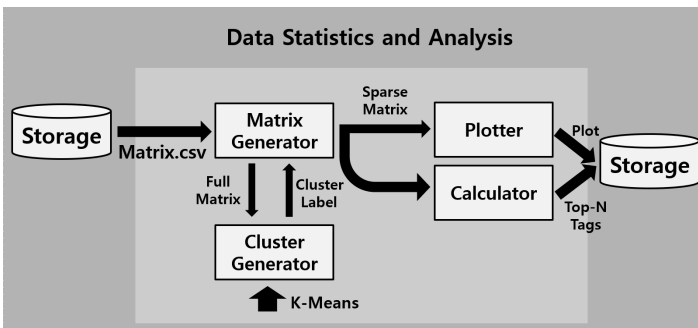 Data Statistics and Analysis
Storage
Matrix.csv
Matrix
Generator
Sparse
Matrix
Plotter
Plot
Storage
Full
Matrix
Cluster
Label
Calculator
Top-N
Tags
Cluster
Generator
K-Means